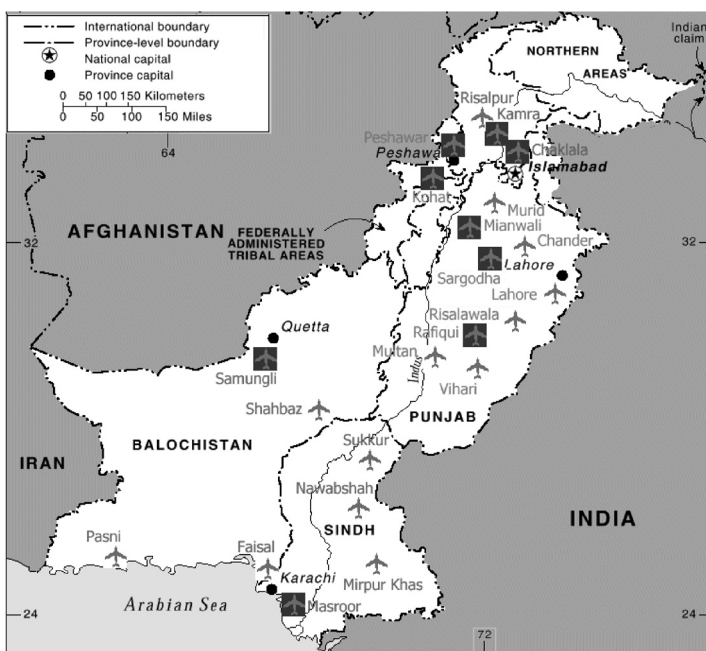 International boundary
Province-level boundary
National capital
Province capital
0 50 100 150 Kilometers
0 50 100 150 Miles
64
Indian
claim
NORTHERN
AREAS
Risalpur
Kamra
Peshawar
Peshawa
Chaklala
Islamabad
Kohat
Murid
Mianwali
AFGHANISTAN
FEDERALLY
ADMINISTERED
TRIBAL AREAS
32
Chander
32
Sargodha
Lahore
Lahore
Risalawala
Rafiqui
Quetta
Multan
Indus
Vihari
Samungli
Shahbaz
PUNJAB
BALOCHISTAN
Sukkur
IRAN
Nawabshah
INDIA
SINDH
Pasni
Faisal
Karachi
Mirpur Khas
Arabian Sea
Masroor
24
24
72